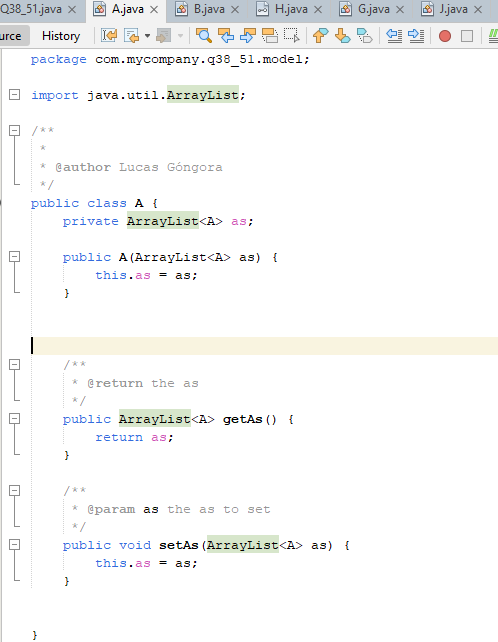 Q38_51.java × A.java × B.java × H.java × G.java × J.java ×
urce History
package com.mycompany.q38_51.model;
import java.util.ArrayList;
/**
*
* @author Lucas Góngora
*/
public class A {
private ArrayList<A> as;
public A(ArrayList<A> as) {
this.as = as;
}
/**
* @return the as
*/
public ArrayList<A> getAs() {
return as;
}
/**
* @param as the as to set
*/
public void setAs(ArrayList<A> as) {
this.as = as;
}
}